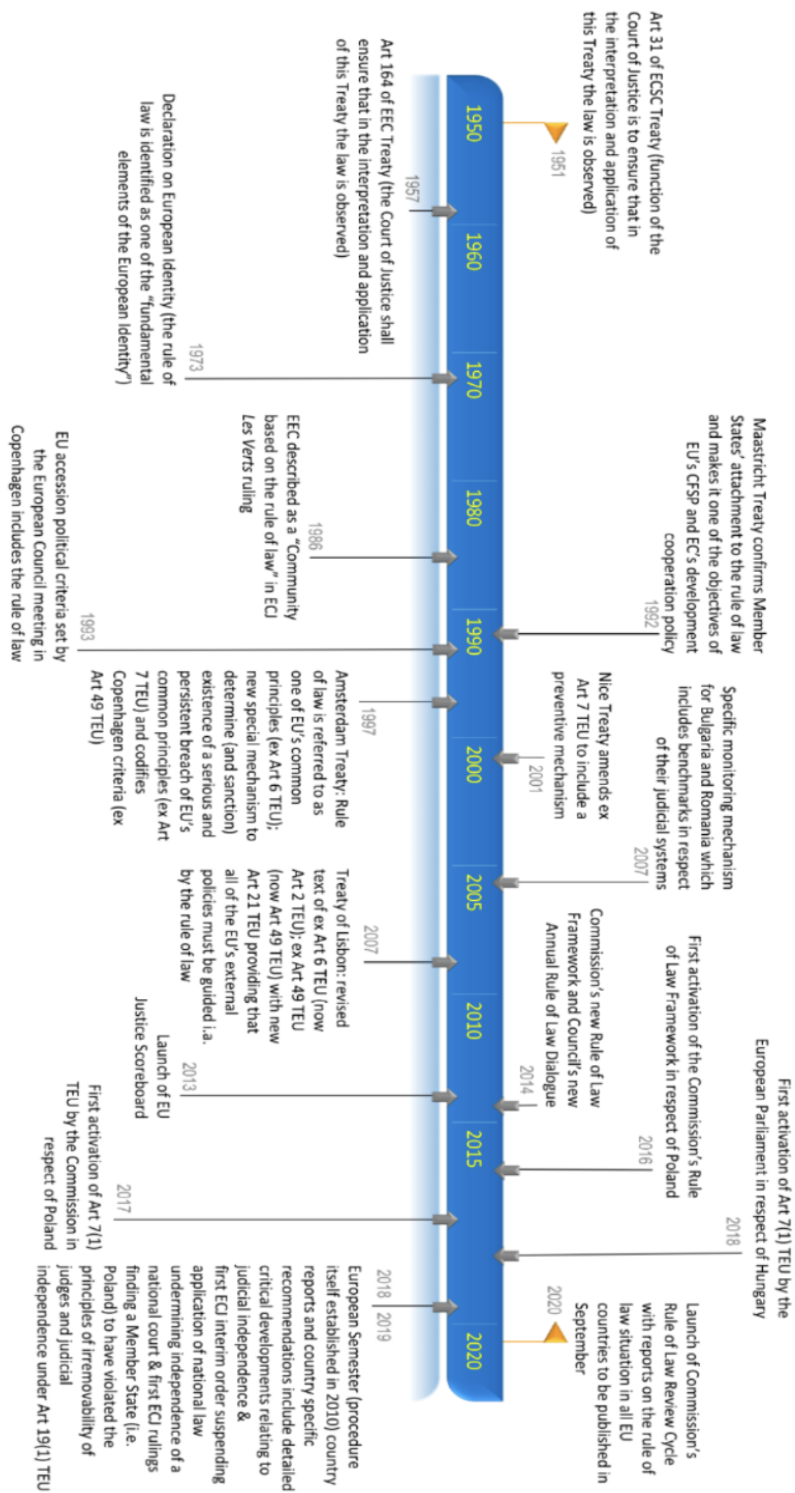 Art 31 of ECSC Treaty (function of the
Court of Justice is to ensure that in
the interpretation and application of
this Treaty the law is observed)
1951
Maastricht Treaty confirms Member
States' attachment to the rule of law
and makes it one of the objectives of
EU's CFSP and EC's development
cooperation policy
1992
Nice Treaty amends ex
Art 7 TEU to include a
preventive mechanism
2001
Specific monitoring mechanism
for Bulgaria and Romania which
includes benchmarks in respect
of their judicial systems
2007
Commission's new Rule of Law
Framework and Council's new
Annual Rule of Law Dialogue
2014
First activation of the Commission's Rule
of Law Framework in respect of Poland
2016
First activation of Art 7(1) TEU by the
European Parliament in respect of Hungary
2018
Launch of Commission's
Rule of Law Review Cycle
with reports on the rule of
law situation in all EU
countries to be published in
September
2020
1950
1960
1970
1980
1990
2000
2005
2010
2015
2020
1957
Art 164 of EEC Treaty (the Court of Justice shall
ensure that in the interpretation and application
of this Treaty the law is observed)
1973
Declaration on European Identity (the rule of
law is identified as one of the "fundamental
elements of the European Identity")
1986
EEC described as a "Community
based on the rule of law" in ECJ
Les Verts ruling
1993
EU accession political criteria set by
the European Council meeting in
Copenhagen includes the rule of law
1997
Amsterdam Treaty: Rule
of law is referred to as
one of EU's common
principles (ex Art 6 TEU);
new special mechanism to
determine (and sanction)
existence of a serious and
persistent breach of EU's
common principles (ex Art
7 TEU) and codifies
Copenhagen criteria (ex
Art 49 TEU)
2007
Treaty of Lisbon: revised
text of ex Art 6 TEU (now
Art 2 TEU); ex Art 49 TEU
(now Art 49 TEU) with new
Art 21 TEU providing that
all of the EU's external
policies must be guided i.a.
by the rule of law
2013
Launch of EU
Justice Scoreboard
2017
First activation of Art 7(1)
TEU by the Commission in
respect of Poland
2018 2019
European Semester (procedure
itself established in 2010) country
reports and country specific
recommendations include detailed
critical developments relating to
judicial independence &
first ECJ interim order suspending
application of national law
undermining independence of a
national court & first ECJ rulings
finding a Member State (i.e.
Poland) to have violated the
principles of irremovability of
judges and judicial
independence under Art 19(1) TEU